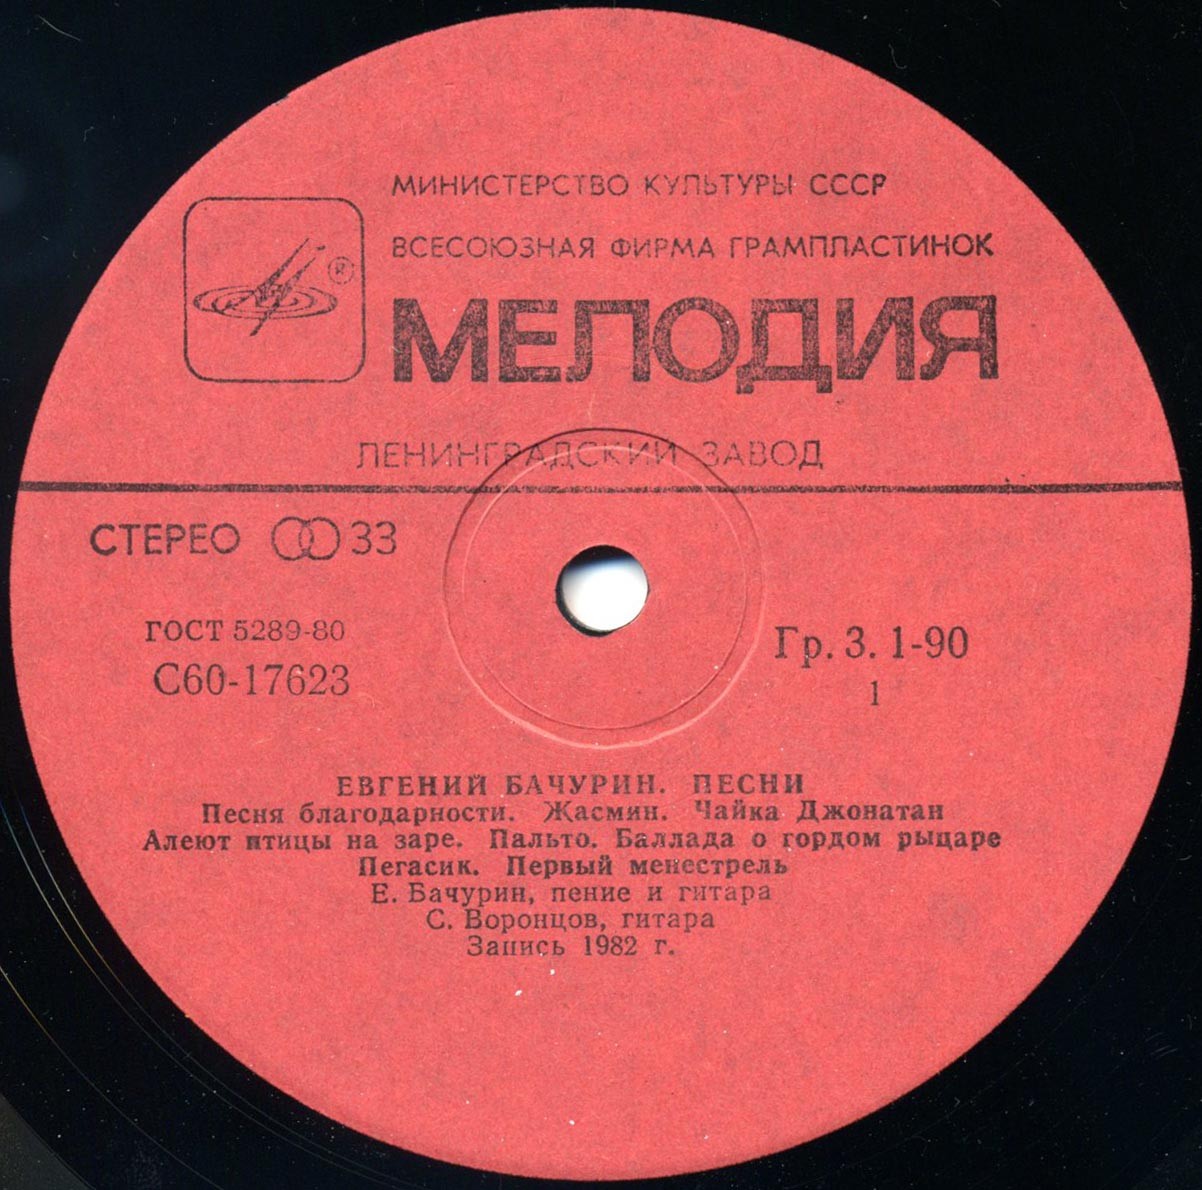 МИНИСТЕРСТВО КУЛЬТУРЫ СССР
ВСЕСОЮЗНАЯ ФИРМА ГРАМПЛАСТИНОК
®
МЕЛОДИЯ
ЛЕНИНГРАДСКИЙ ЗАВОД
СТЕРЕО 33
ГОСТ 5289-80
С60-17623
Гр. 3. 1-90
1
ЕВГЕНИЙ БАЧУРИН. ПЕСНИ
Песня благодарности. Жасмин. Чайка Джонатан
Алеют птицы на заре. Пальто. Баллада о гордом рыцаре
Пегасик. Первый менестрель
Е. Бачурин, пение и гитара
С. Воронцов, гитара
Запись 1982 г.